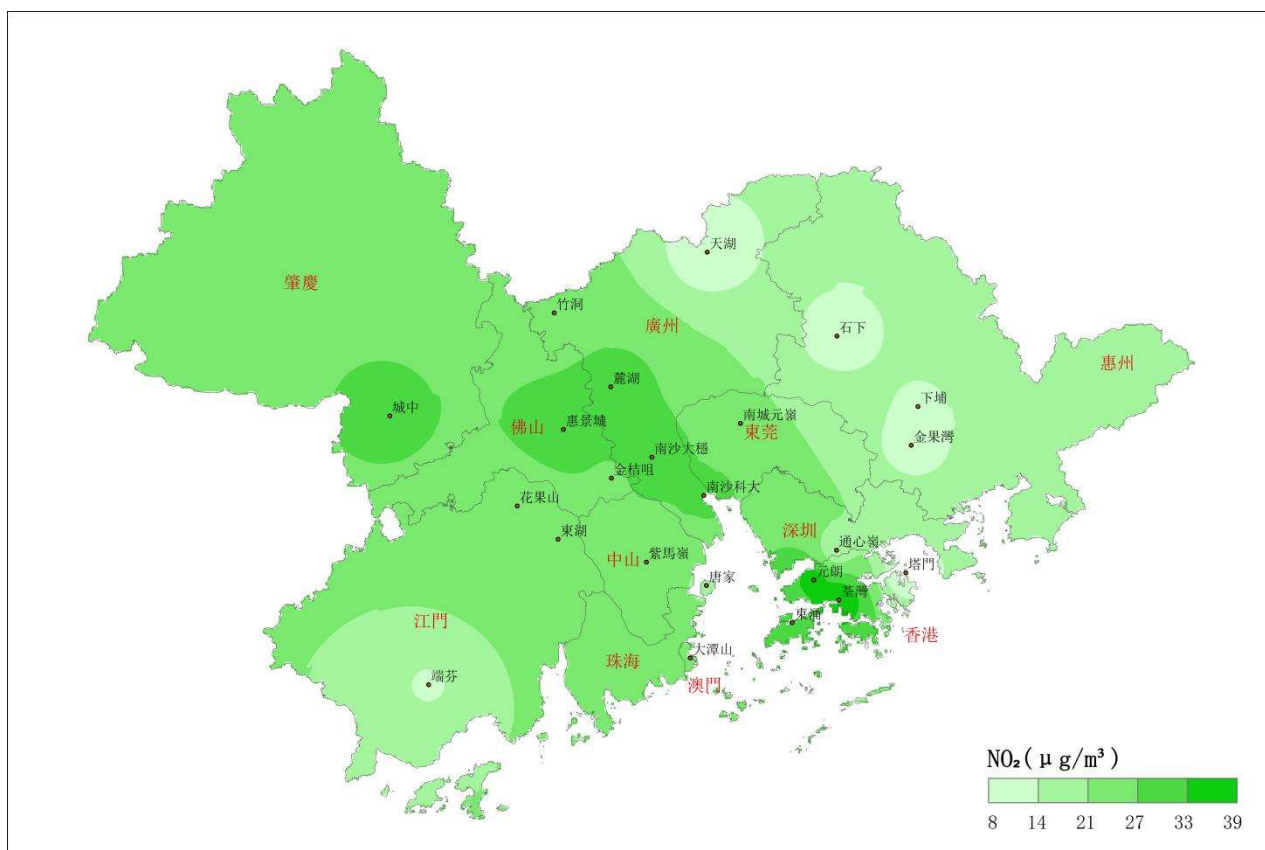 天湖
肇慶
竹洞
廣州
石下
惠州
麓湖
下埔
城中
佛山
惠景城
南城元嶺
東莞
金果灣
南沙大穩
金桔咀
南沙科大
花果山
深圳
東湖
通心嶺
中山
紫馬嶺
塔門
元朗
唐家
荃灣
江門
東涌
香港
珠海
大潭山
端芬
澳門
NO₂(μg/m³)
8 14 21 27 33 39